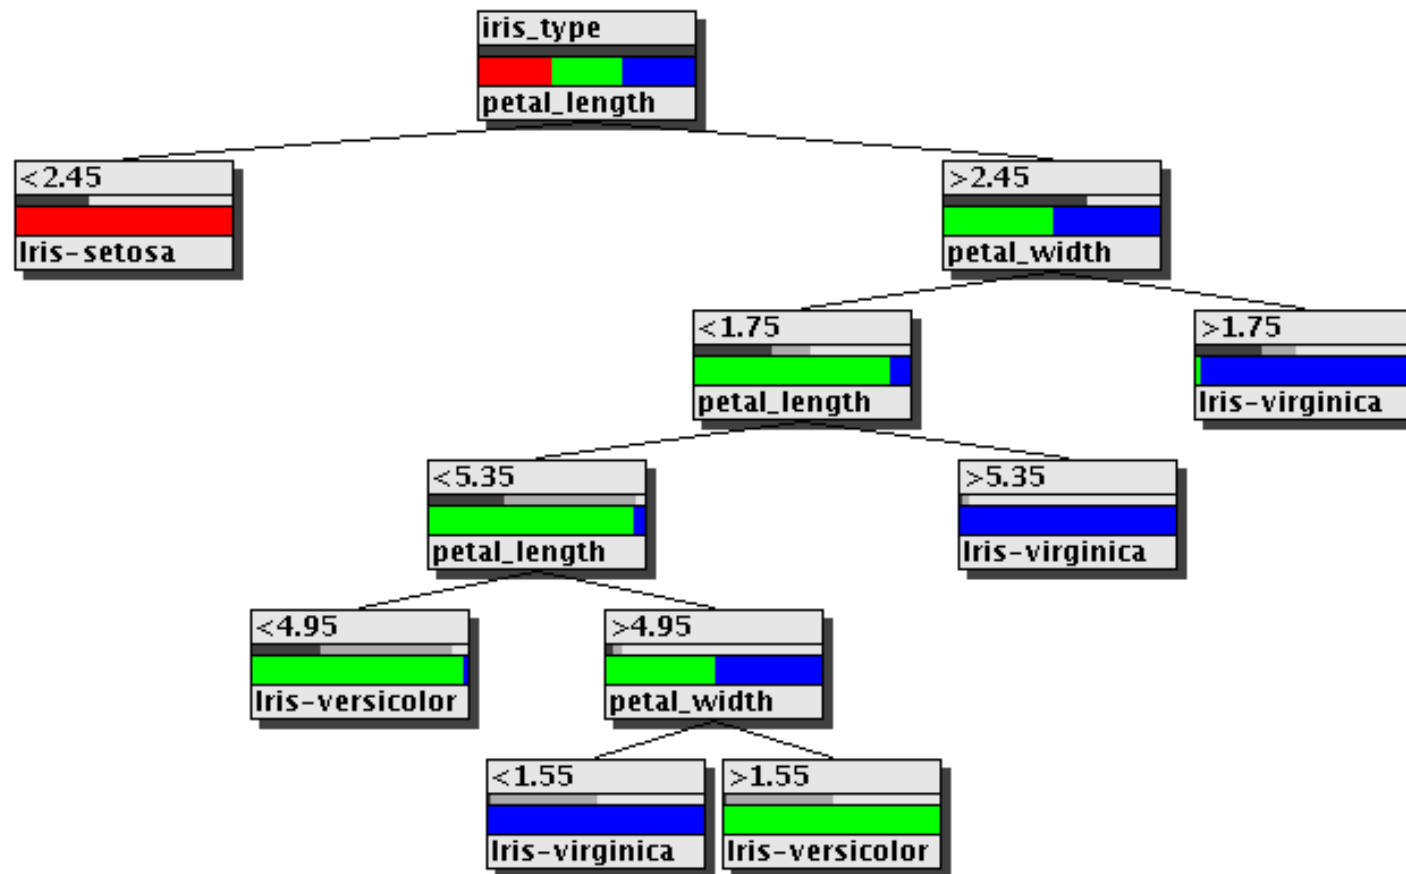 iris_type
petal_length
<2.45
Iris-setosa
>2.45
petal_width
<1.75
petal_length
>1.75
Iris-virginica
<5.35
petal_length
>5.35
Iris-virginica
<4.95
Iris-versicolor
>4.95
petal_width
<1.55
Iris-virginica
>1.55
Iris-versicolor